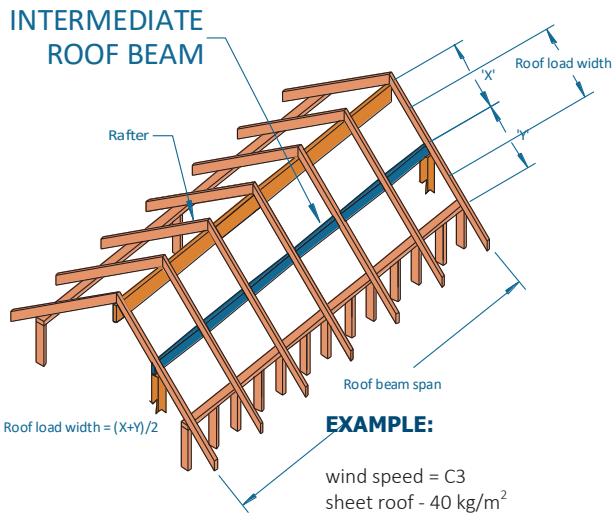 INTERMEDIATE
ROOF BEAM
Roof load width
'X'
Rafter
'Y'
Roof beam span
Roof load width = (X+Y)/2
EXAMPLE:
wind speed = C3
sheet roof - 40 kg/m²